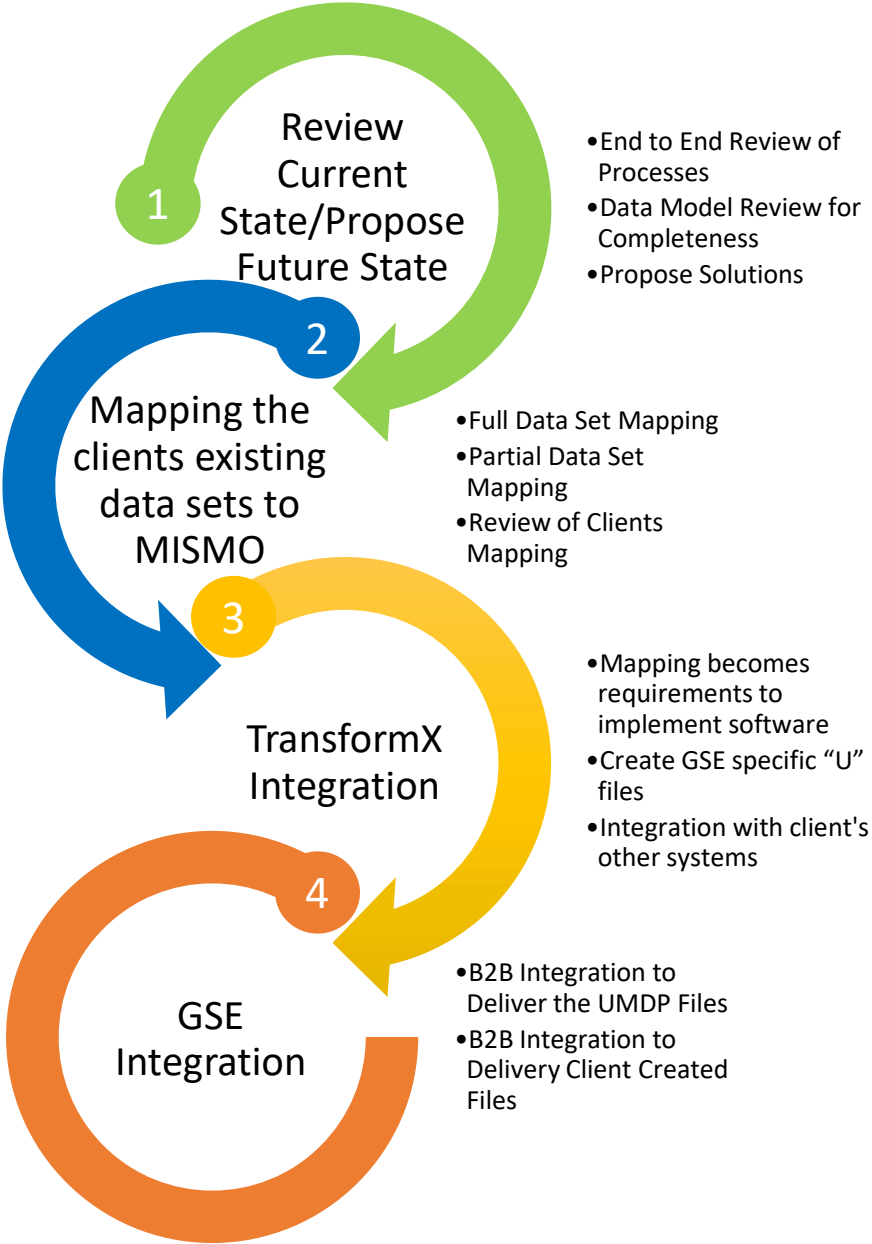 1
Review
Current
State/Propose
Future State
•End to End Review of
Processes
•Data Model Review for
Completeness
•Propose Solutions
2
Mapping the
clients existing
data sets to
MISMO
•Full Data Set Mapping
•Partial Data Set
Mapping
•Review of Clients
Mapping
3
TransformX
Integration
•Mapping becomes
requirements to
implement software
•Create GSE specific “U”
files
•Integration with client's
other systems
4
GSE
Integration
•B2B Integration to
Deliver the UMDP Files
•B2B Integration to
Delivery Client Created
Files